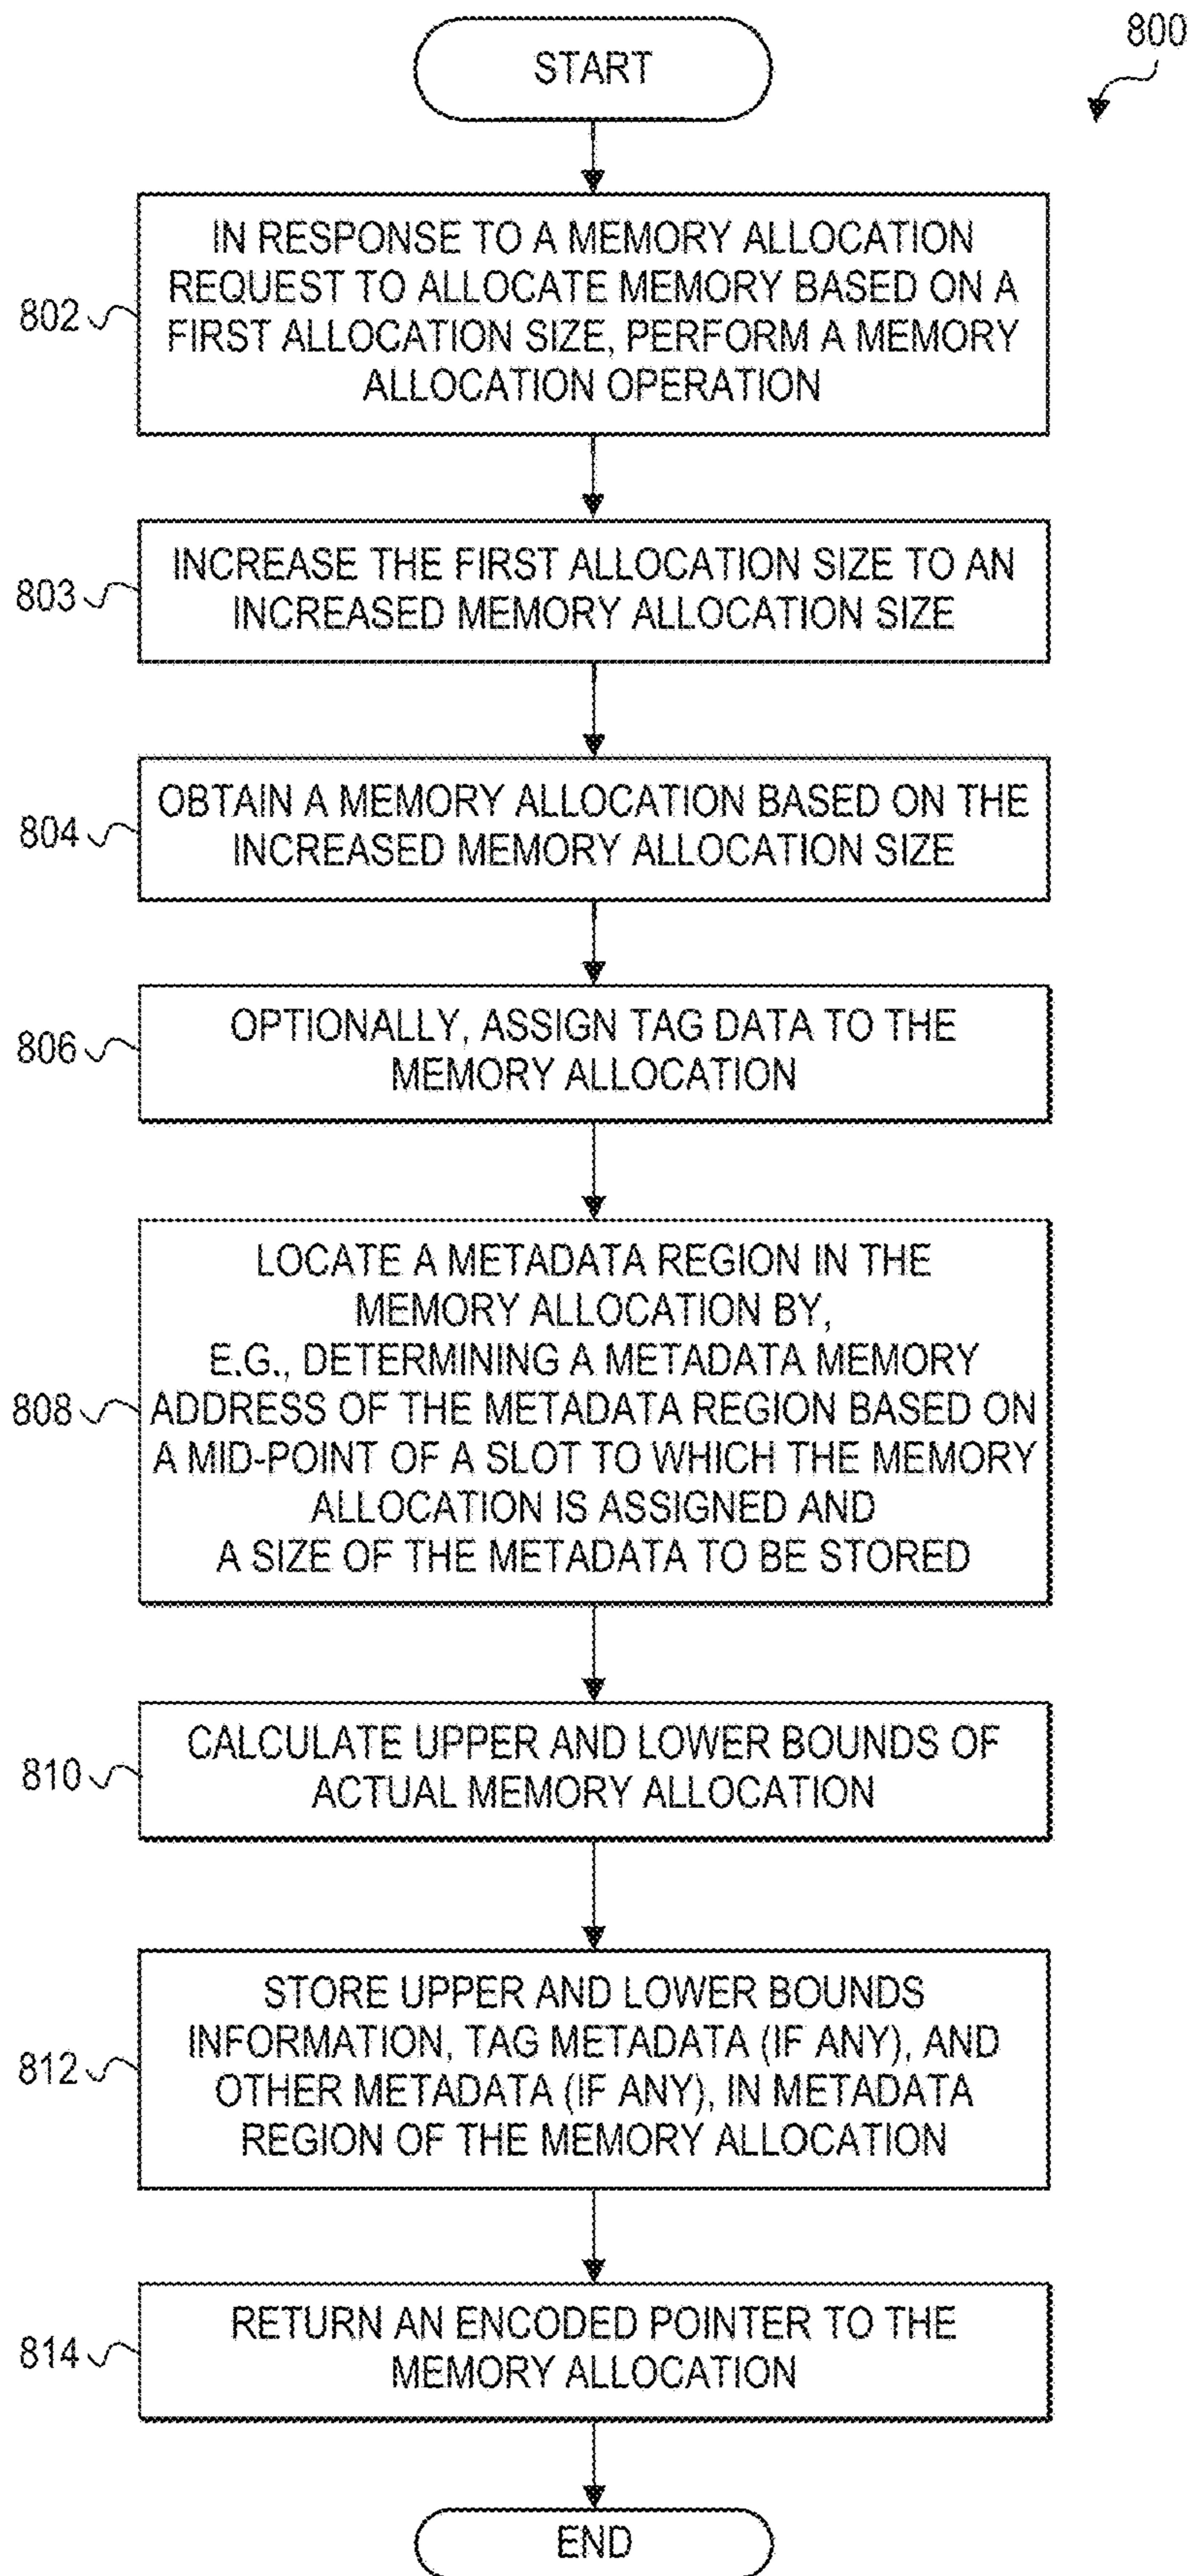 START
800
IN RESPONSE TO A MEMORY ALLOCATION
REQUEST TO ALLOCATE MEMORY BASED ON A
FIRST ALLOCATION SIZE, PERFORM A MEMORY
ALLOCATION OPERATION
802
INCREASE THE FIRST ALLOCATION SIZE TO AN
INCREASED MEMORY ALLOCATION SIZE
803
OBTAIN A MEMORY ALLOCATION BASED ON THE
INCREASED MEMORY ALLOCATION SIZE
804
OPTIONALLY, ASSIGN TAG DATA TO THE
MEMORY ALLOCATION
806
LOCATE A METADATA REGION IN THE
MEMORY ALLOCATION BY,
E.G., DETERMINING A METADATA MEMORY
ADDRESS OF THE METADATA REGION BASED ON
A MID-POINT OF A SLOT TO WHICH THE MEMORY
ALLOCATION IS ASSIGNED AND
A SIZE OF THE METADATA TO BE STORED
808
CALCULATE UPPER AND LOWER BOUNDS OF
ACTUAL MEMORY ALLOCATION
810
STORE UPPER AND LOWER BOUNDS
INFORMATION, TAG METADATA (IF ANY), AND
OTHER METADATA (IF ANY), IN METADATA
REGION OF THE MEMORY ALLOCATION
812
RETURN AN ENCODED POINTER TO THE
MEMORY ALLOCATION
814
END